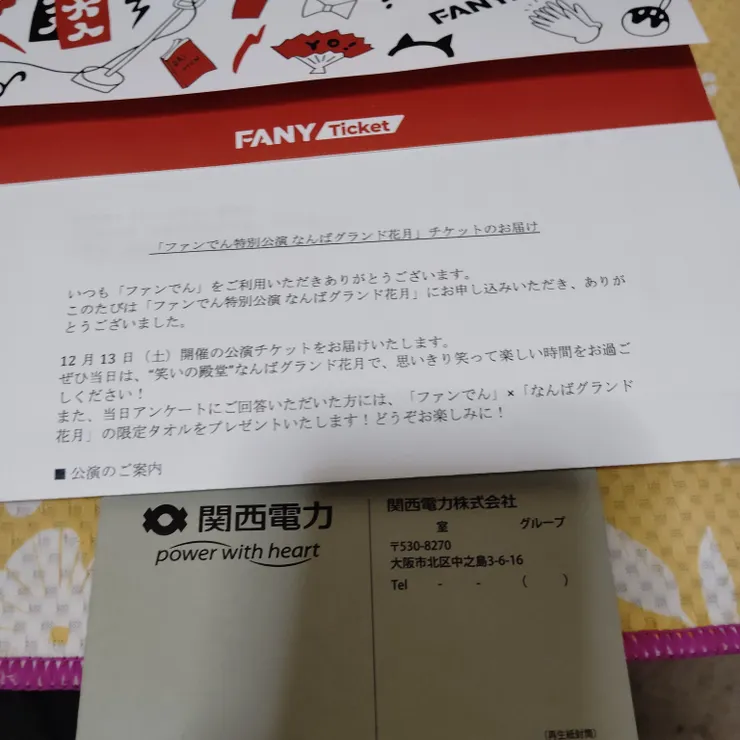 YO!
FANY
FANY Ticket
「ファンでん特別公演 なんばグランド花月」チケットのお届け
いつも「ファンでん」をご利用いただきありがとうございます。
このたびは「ファンでん特別公演 なんばグランド花月」にお申し込みいただき、ありが
とうございました。
12 月 13 日（土）開催の公演チケットをお届けいたします。
ぜひ当日は、“笑いの殿堂”なんばグランド花月で、思いきり笑って楽しい時間をお過ご
しください！
また、当日アンケートにご回答いただいた方には、「ファンでん」×「なんばグランド
花月」の限定タオルをプレゼントいたします！どうぞお楽しみに！
■ 公演のご案内
関西電力
power with heart
関西電力株式会社
室 グループ
〒530-8270
大阪市北区中之島3-6-16
Tel - - （ ）
（再生紙封筒）